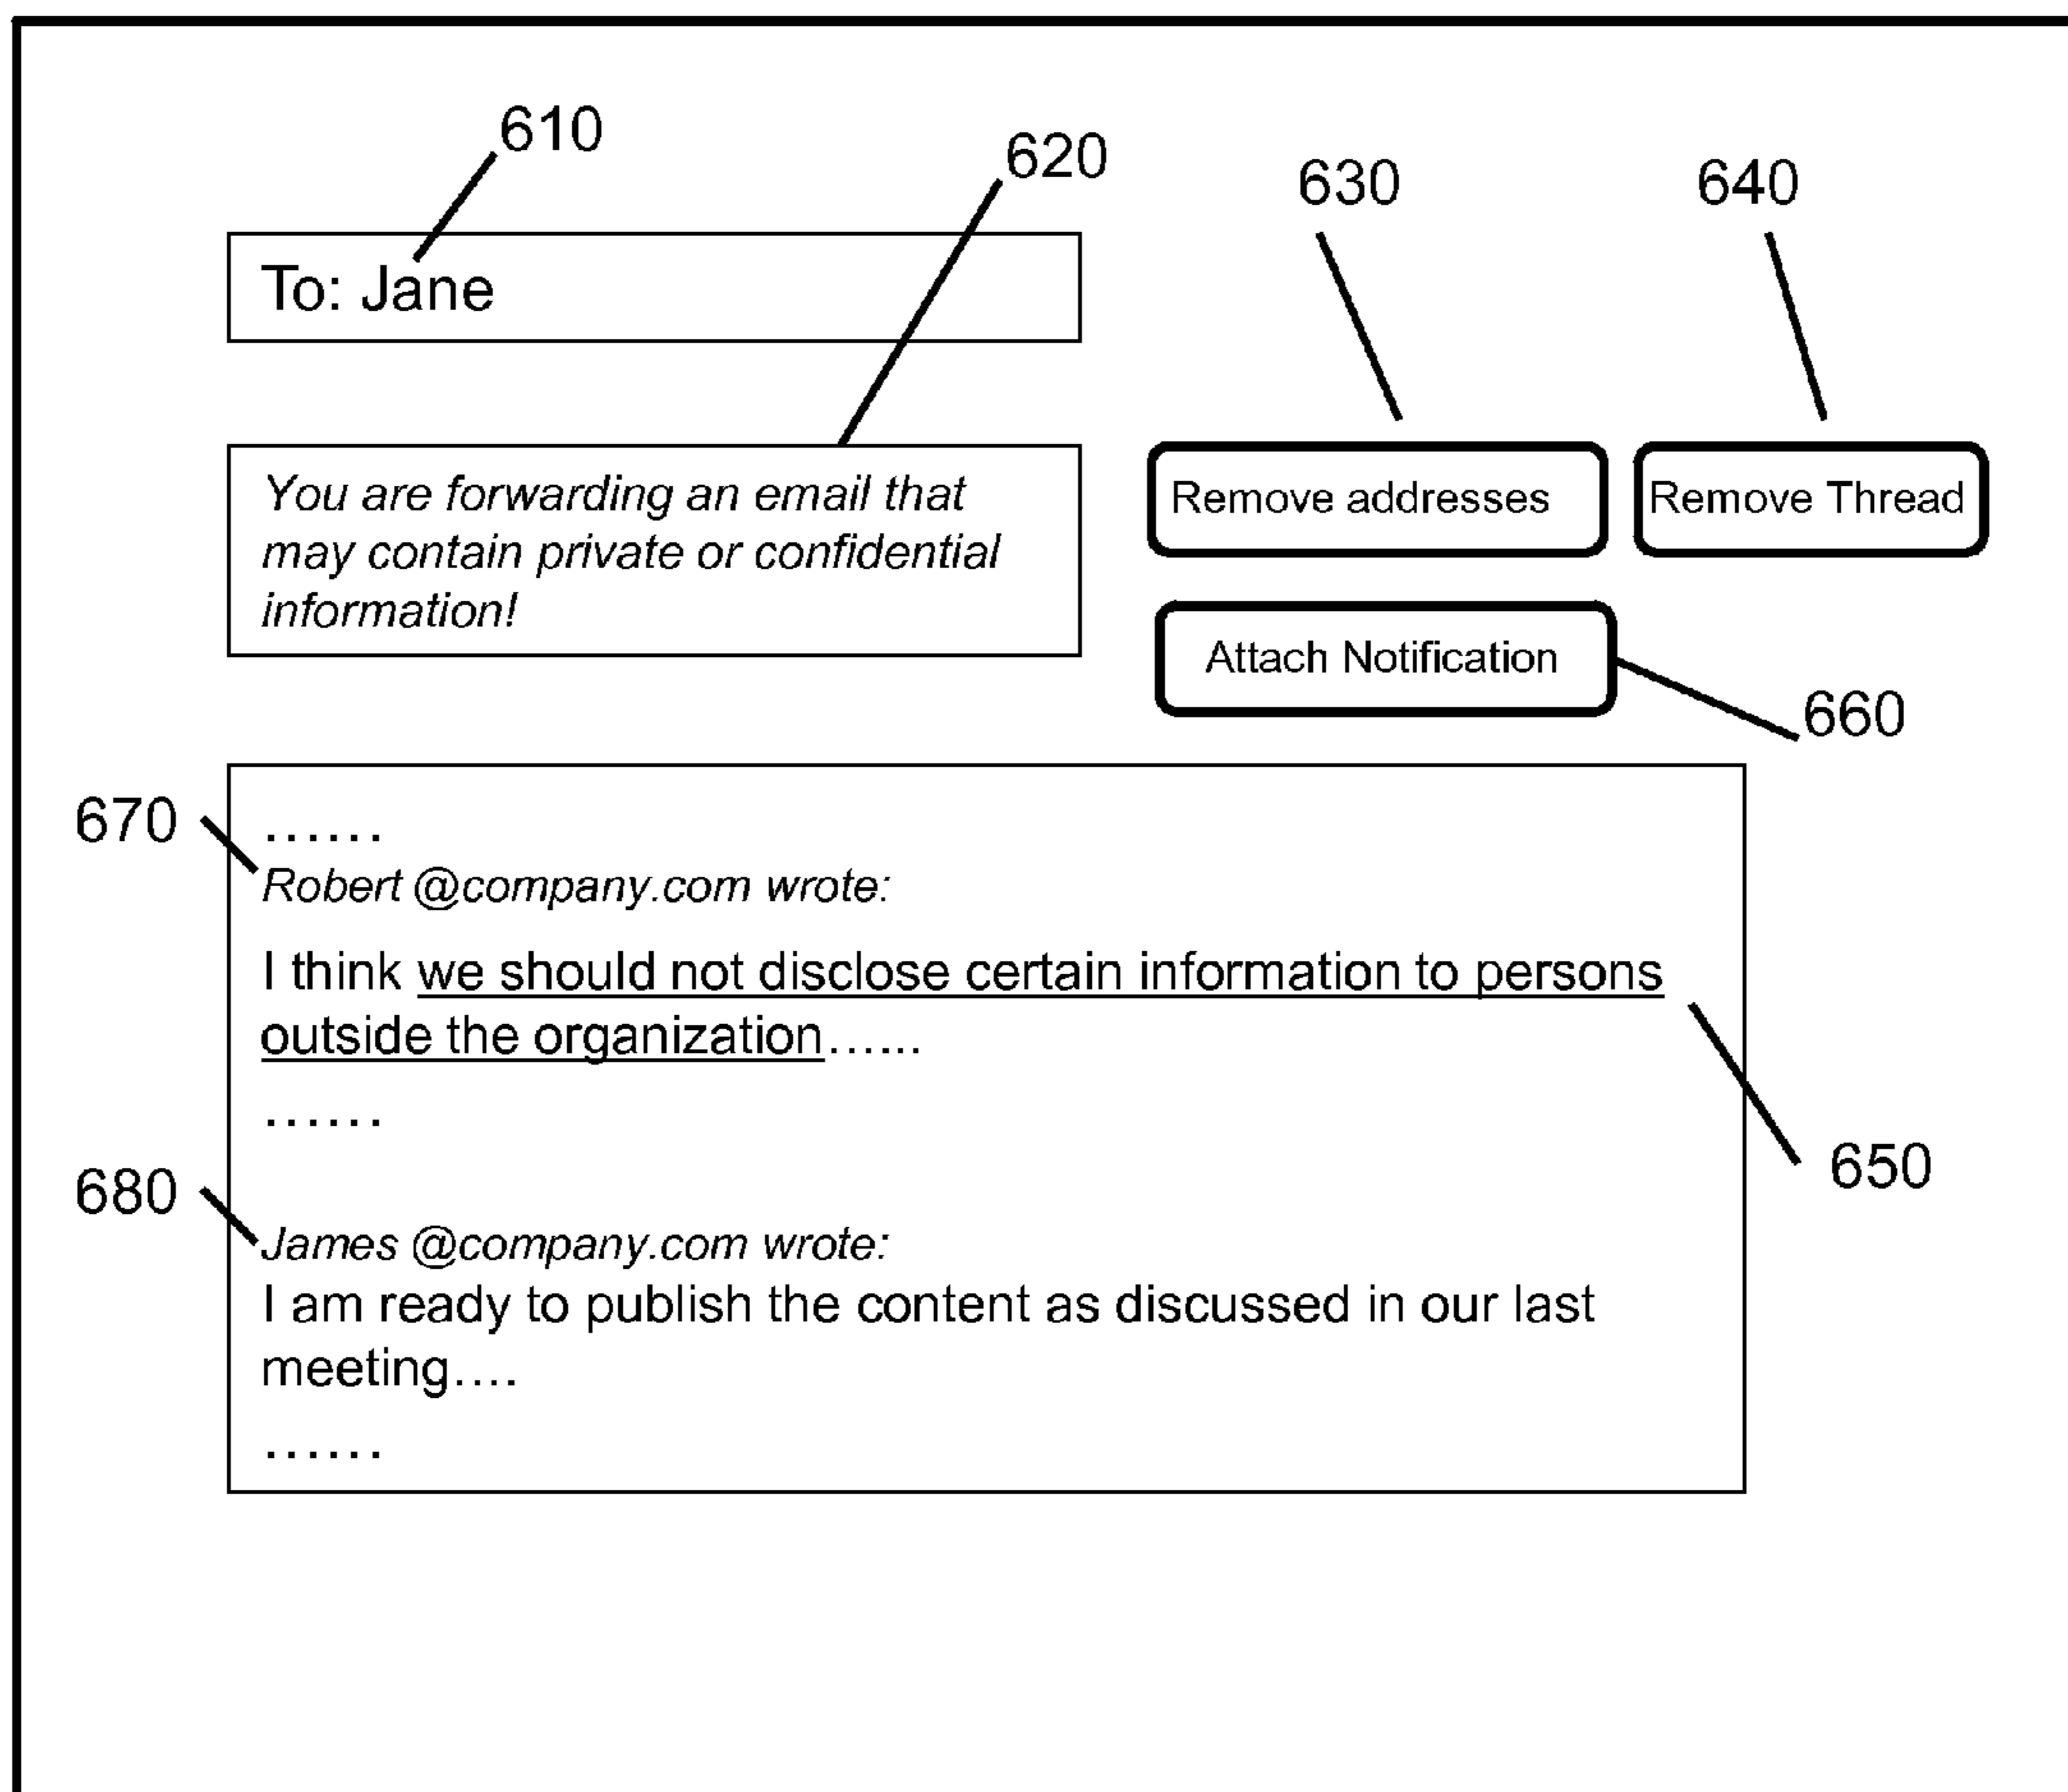 610
620
630
640
To: Jane
You are forwarding an email that
may contain private or confidential
information!
Remove addresses
Remove Thread
Attach Notification
660
670
......
Robert @company.com wrote:
I think we should not disclose certain information to persons
outside the organization......
......
650
680
James @company.com wrote:
I am ready to publish the content as discussed in our last
meeting....
......